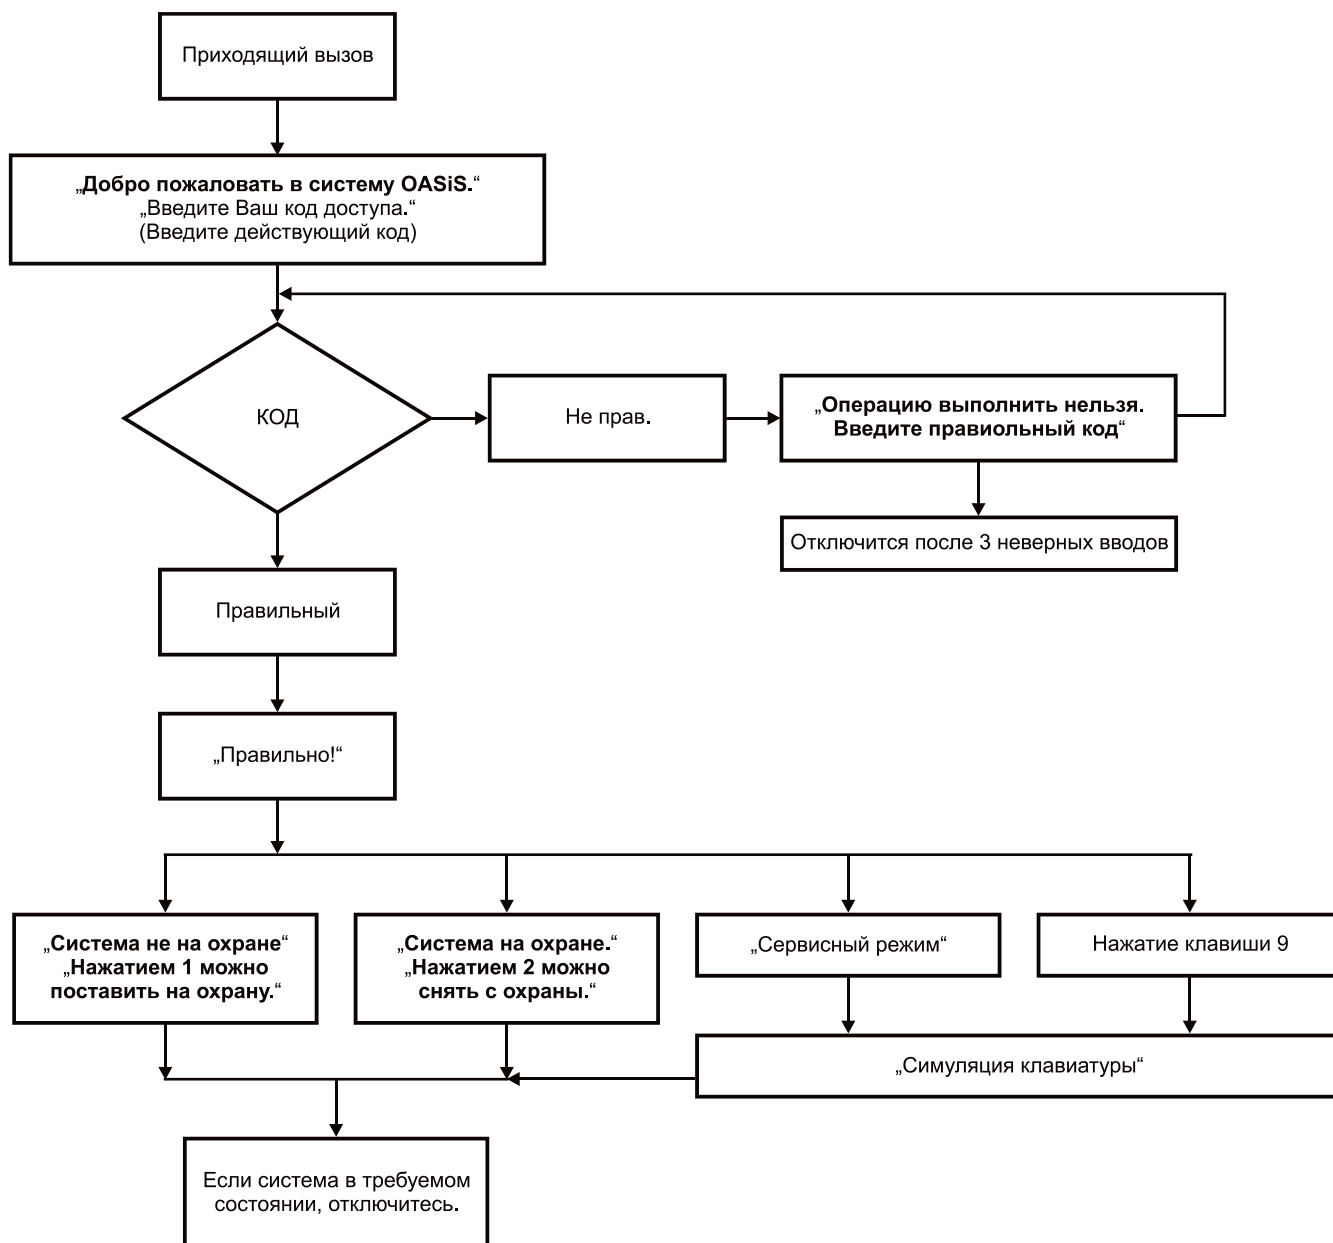 Приходящий вызов
„Добро пожаловать в систему OASiS.“
„Введите Ваш код доступа.“
(Введите действующий код)
КОД
Не прав.
„Операцию выполнить нельзя.
Введите правиольный код“
Отключится после 3 неверных вводов
Правильный
„Правильно!“
„Система не на охране“
„Нажатием 1 можно
поставить на охрану.“
„Система на охране.“
„Нажатием 2 можно
снять с охраны.“
„Сервисный режим“
Нажатие клавиши 9
„Симуляция клавиатуры“
Если система в требуемом
состоянии, отключитесь.